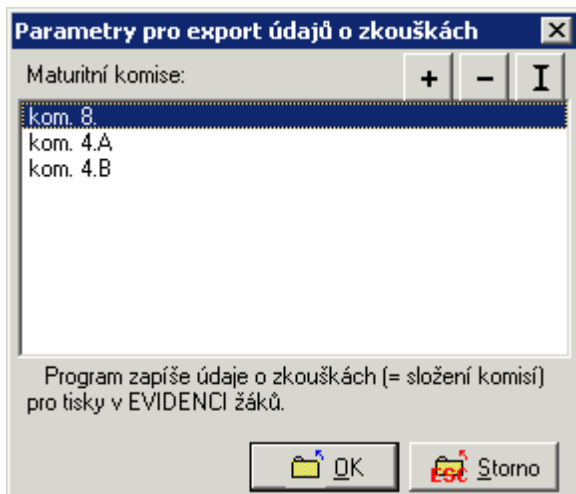 Parametry pro export údajů o zkouškách
Maturitní komise:
+ - I
kom. 8.
kom. 4.A
kom. 4.B
Program zapíše údaje o zkouškách (= složení komisí)
pro tisky v EVIDENCI žáků.
OK
ESC Storno